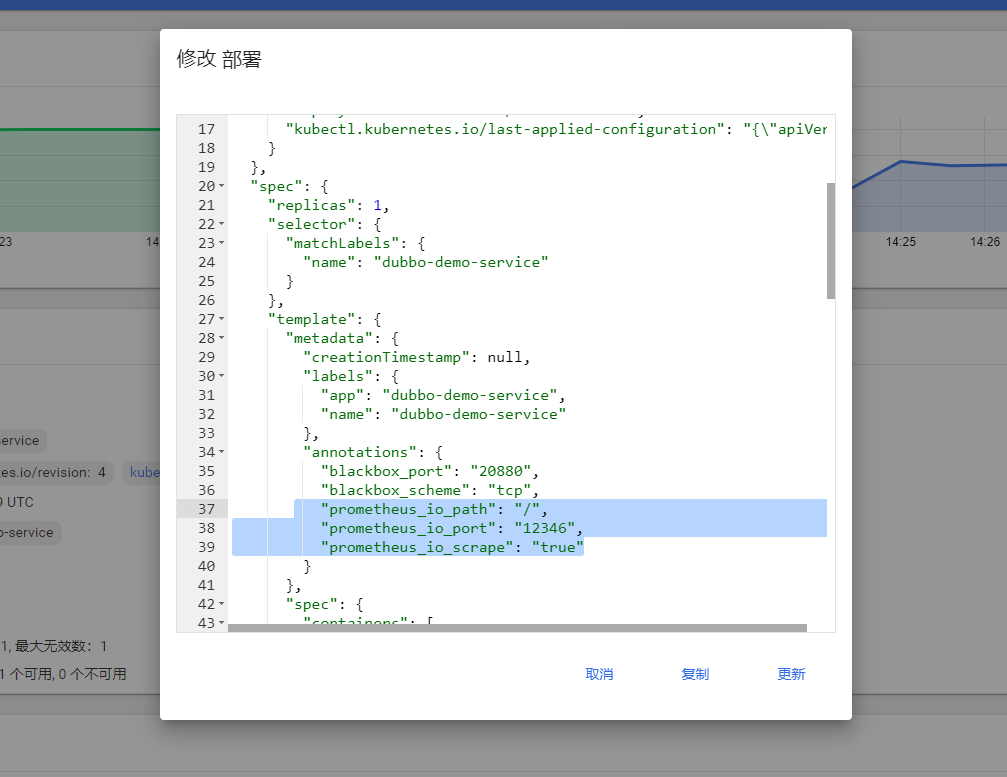 修改 部署
17 "kubectl.kubernetes.io/last-applied-configuration": "{\"apiVer
18 }
19 },
20 "spec": {
21 "replicas": 1,
22 "selector": {
23 "matchLabels": {
24 "name": "dubbo-demo-service"
25 }
26 },
27 "template": {
28 "metadata": {
29 "creationTimestamp": null,
30 "labels": {
31 "app": "dubbo-demo-service",
32 "name": "dubbo-demo-service"
33 },
34 "annotations": {
35 "blackbox_port": "20880",
36 "blackbox_scheme": "tcp",
37 "prometheus_io_path": "/",
38 "prometheus_io_port": "12346",
39 "prometheus_io_scrape": "true"
40 }
41 },
42 "spec": {
43 "containers": [
取消 复制 更新
23 14
14:25 14:26
service
es.io/revision: 4 kube
9 UTC
o-service
1, 最大无效数: 1
1 个可用, 0 个不可用